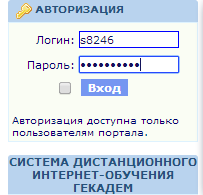 АВТОРИЗАЦИЯ
Логин: s8246
Пароль: ••••••••••
Вход
Авторизация доступна только
пользователям портала.
СИСТЕМА ДИСТАНЦИОННОГО
ИНТЕРНЕТ-ОБУЧЕНИЯ
ГЕКАДЕМ